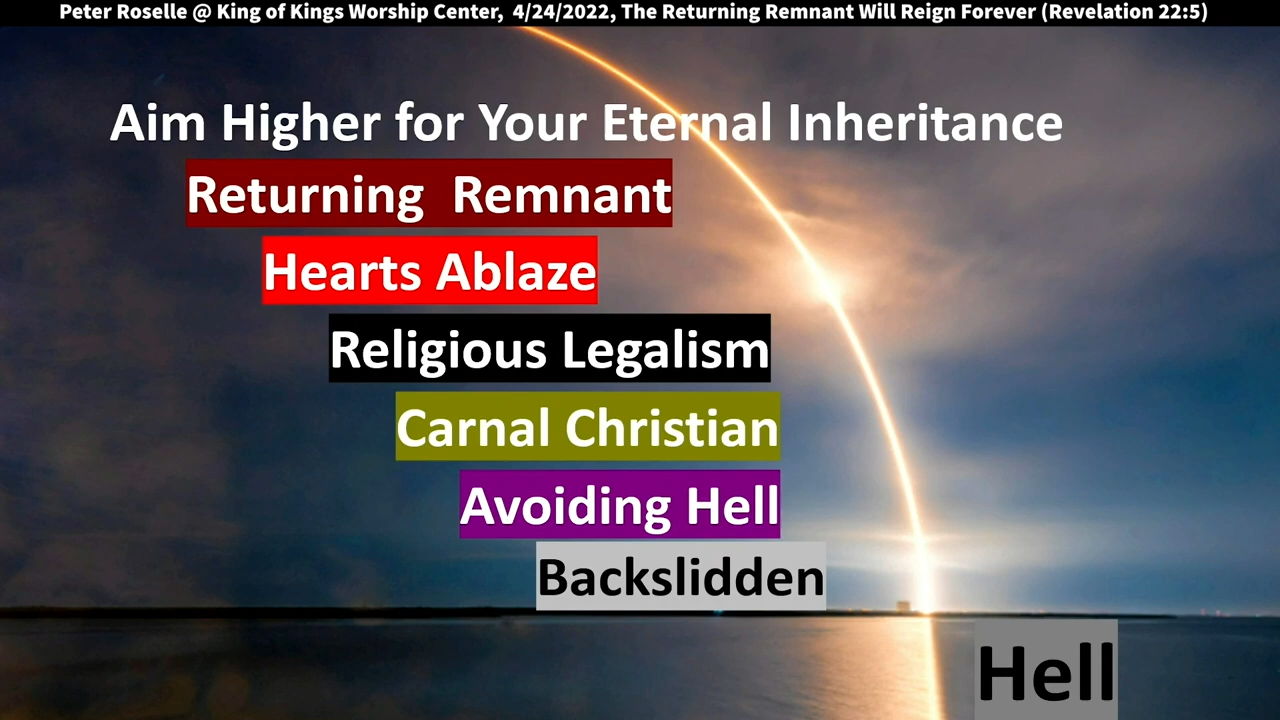 Peter Roselle @ King of Kings Worship Center,  4/24/2022, The Returning Remnant Will Reign Forever (Revelation 22:5)
Aim Higher for Your Eternal Inheritance
Returning  Remnant
Hearts Ablaze
Religious Legalism
Carnal Christian
Avoiding Hell
Backslidden
Hell